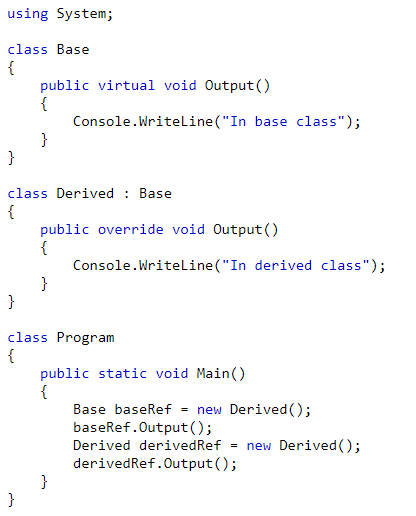 using System;

class Base
{
    public virtual void Output()
    {
        Console.WriteLine("In base class");
    }
}

class Derived : Base
{
    public override void Output()
    {
        Console.WriteLine("In derived class");
    }
}

class Program
{
    public static void Main()
    {
        Base baseRef = new Derived();
        baseRef.Output();
        Derived derivedRef = new Derived();
        derivedRef.Output();
    }
}